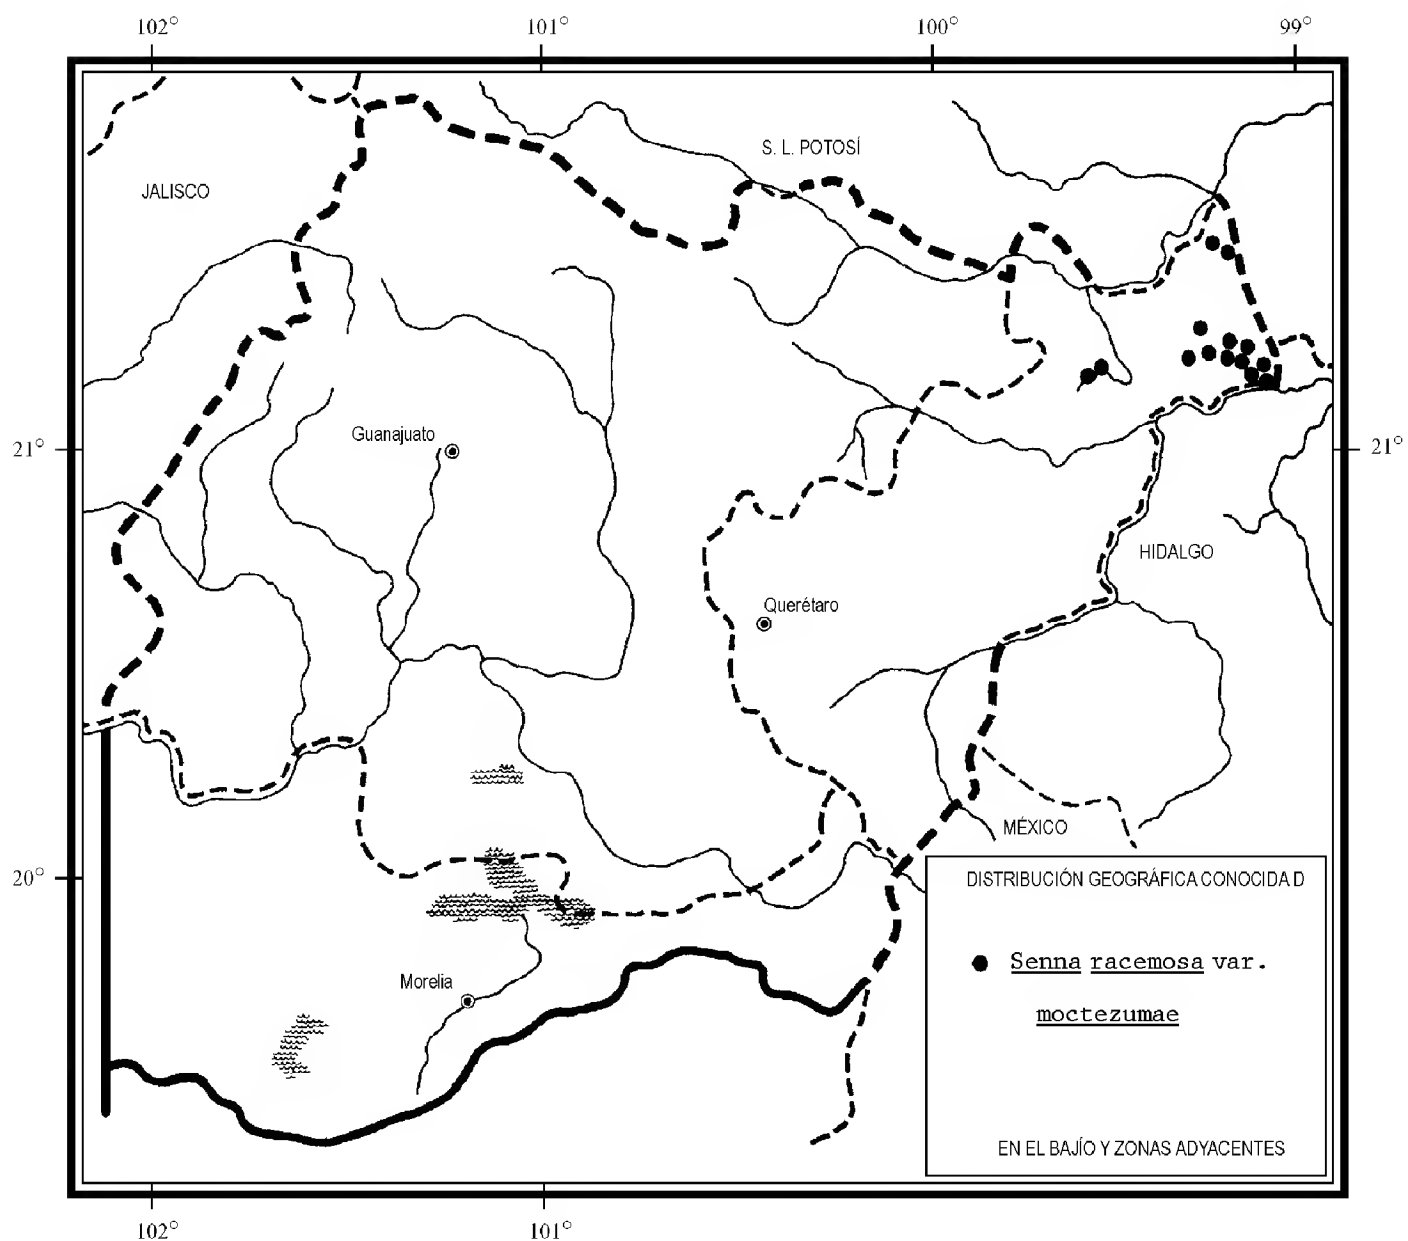 102° 101° 100° 99°
S. L. POTOSÍ
JALISCO
Guanajuato
21° 21°
HIDALGO
Querétaro
MÉXICO
20°
DISTRIBUCIÓN GEOGRÁFICA CONOCIDA D
Senna racemosa var.
Morelia
moctezumae
EN EL BAJÍO Y ZONAS ADYACENTES
102° 101°